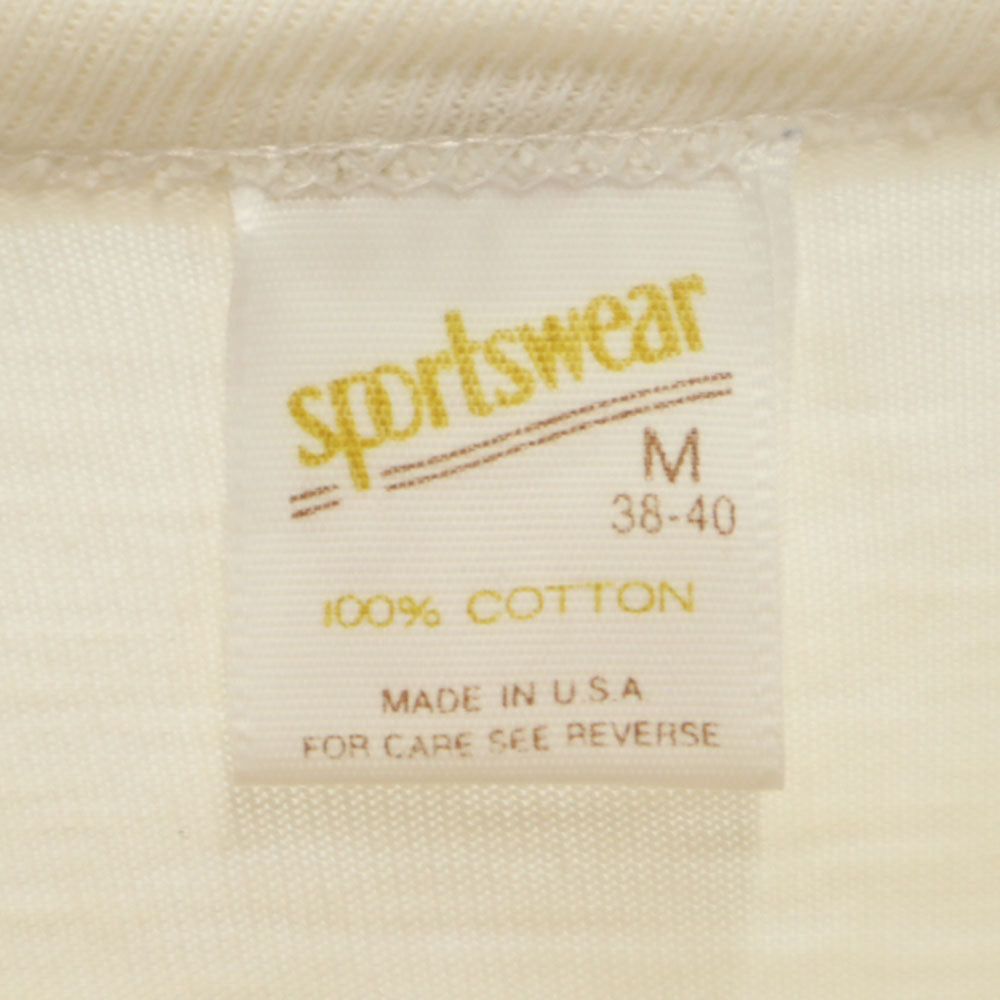 sportswear
M
38-40
100% COTTON
MADE IN U.S.A
FOR CARE SEE REVERSE